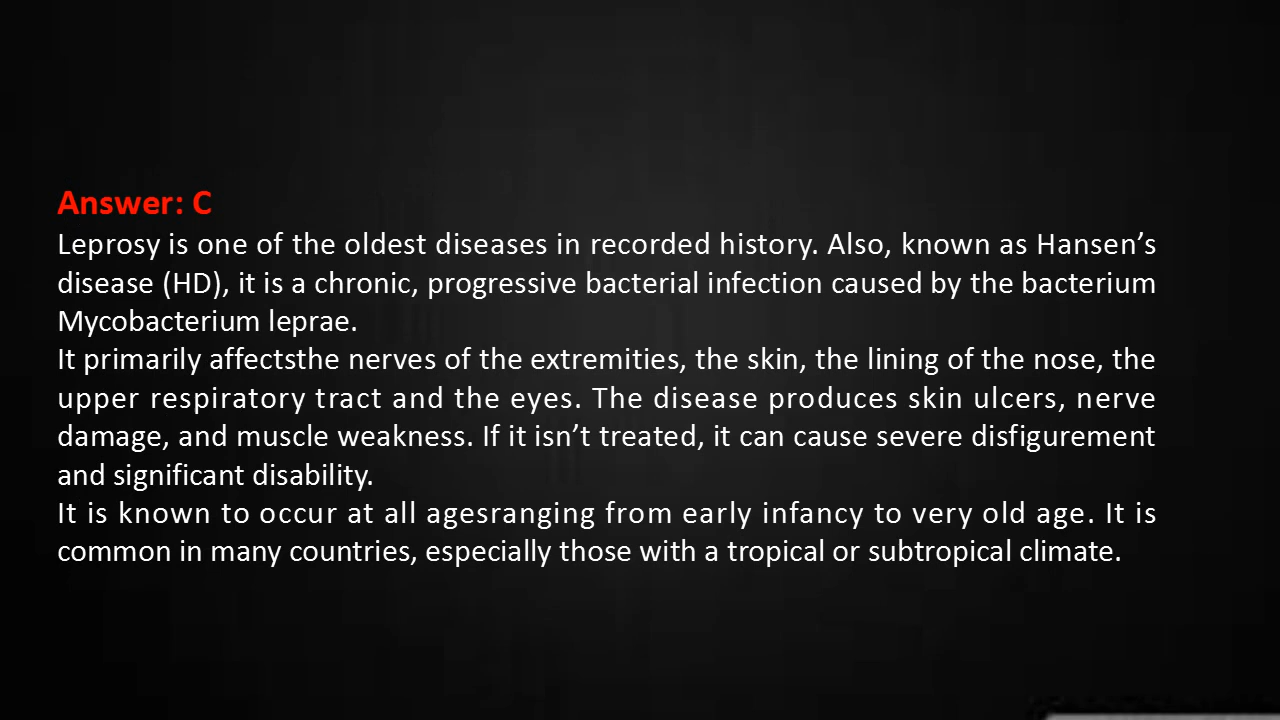 Answer: C
Leprosy is one of the oldest diseases in recorded history. Also, known as Hansen’s
disease (HD), it is a chronic, progressive bacterial infection caused by the bacterium
Mycobacterium leprae.
It primarily affectsthe nerves of the extremities, the skin, the lining of the nose, the
upper respiratory tract and the eyes. The disease produces skin ulcers, nerve
damage, and muscle weakness. If it isn’t treated, it can cause severe disfigurement
and significant disability.
It is known to occur at all agesranging from early infancy to very old age. It is
common in many countries, especially those with a tropical or subtropical climate.